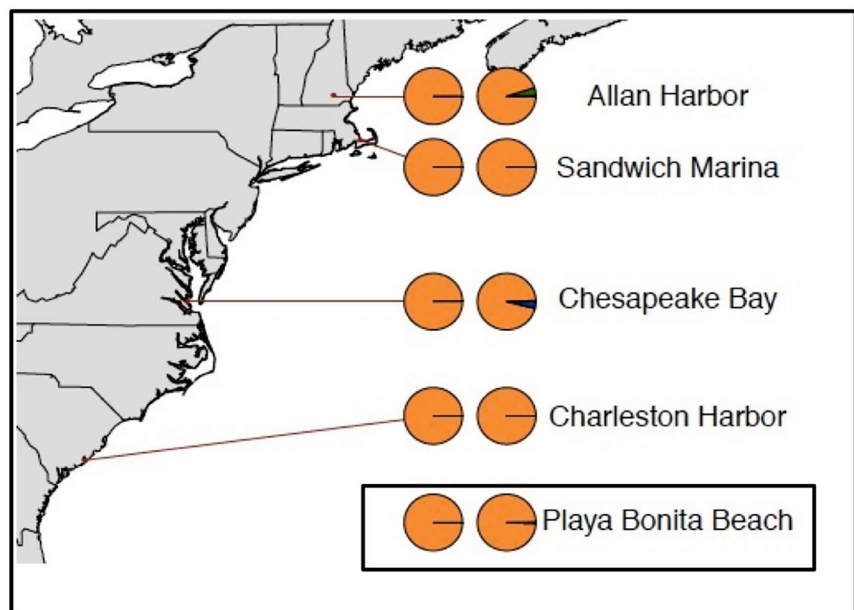 Allan Harbor
Sandwich Marina
Chesapeake Bay
Charleston Harbor
Playa Bonita Beach